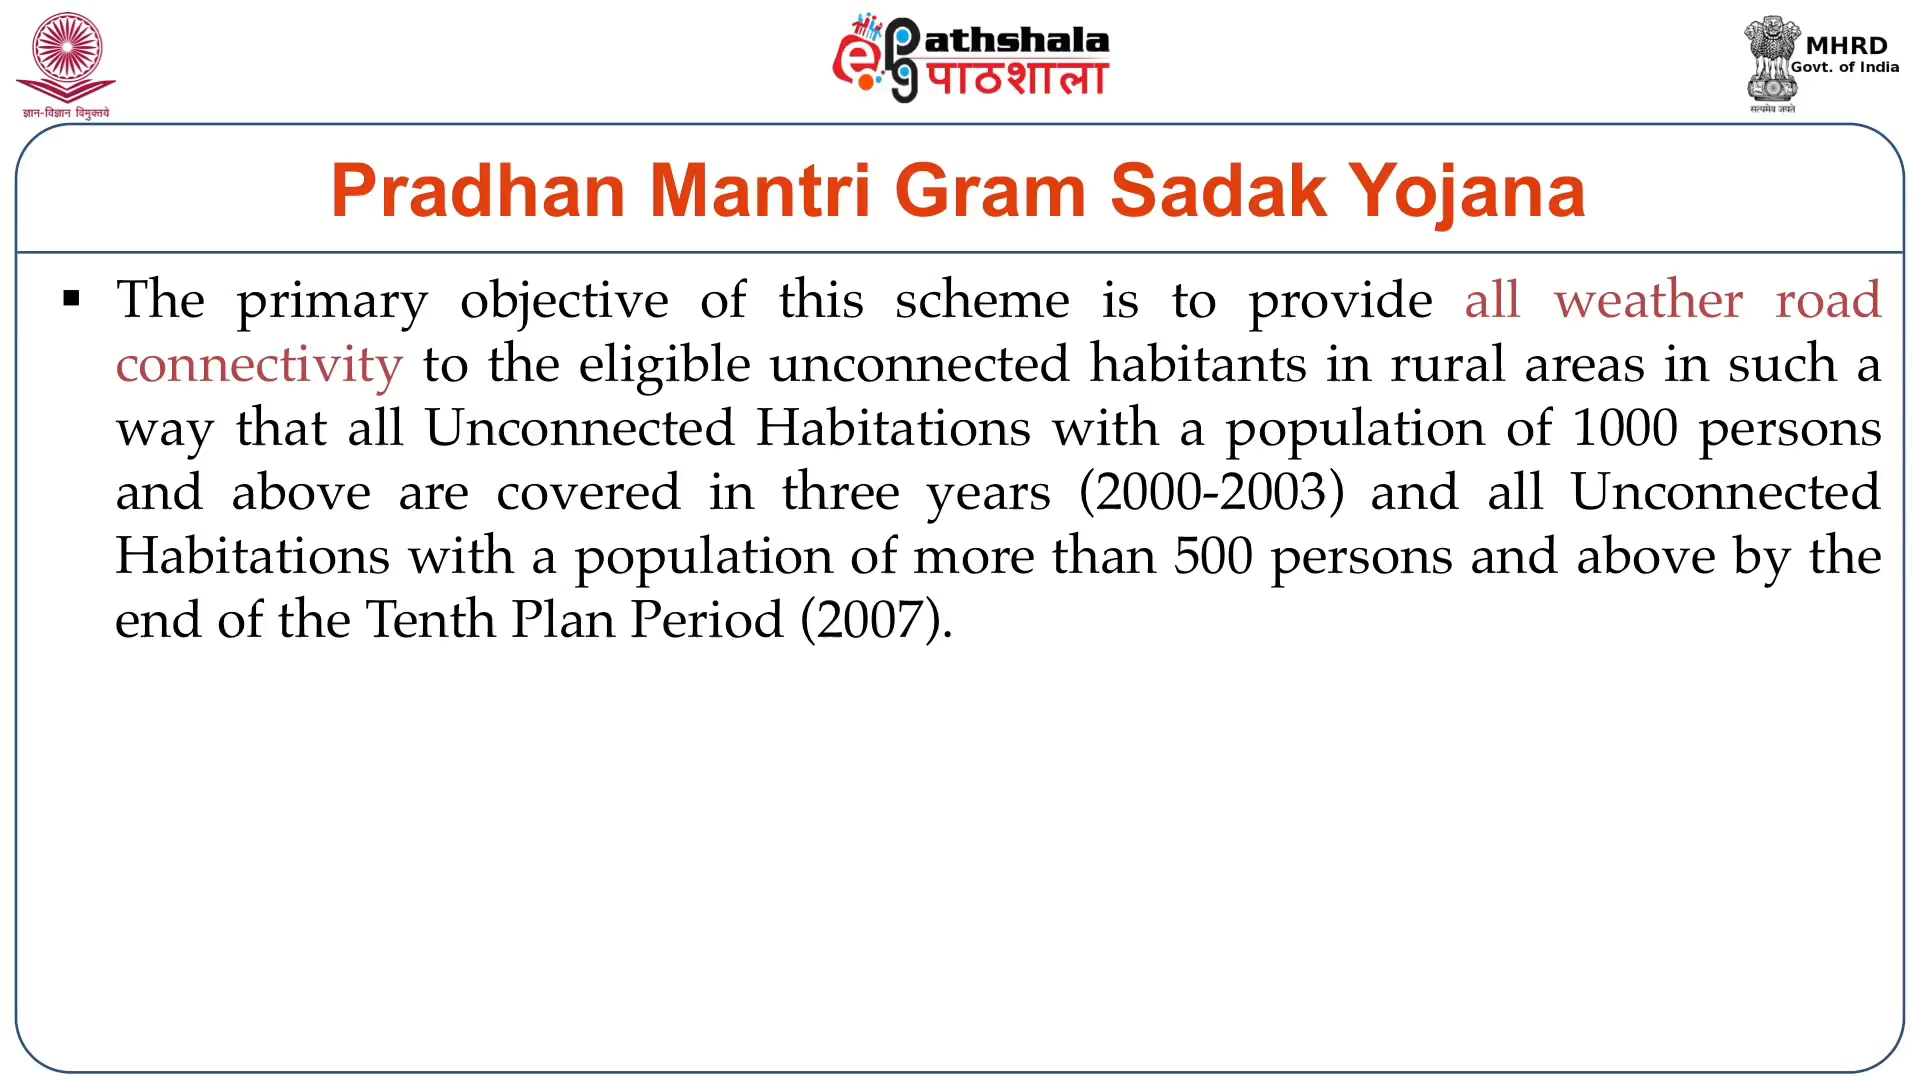 ज्ञान-विज्ञान विमुक्तये
e pg Pathshala
पाठशाला
MHRD
Govt. of India
सत्यमेव जयते
Pradhan Mantri Gram Sadak Yojana
▪ The primary objective of this scheme is to provide all weather road
connectivity to the eligible unconnected habitants in rural areas in such a
way that all Unconnected Habitations with a population of 1000 persons
and above are covered in three years (2000-2003) and all Unconnected
Habitations with a population of more than 500 persons and above by the
end of the Tenth Plan Period (2007).